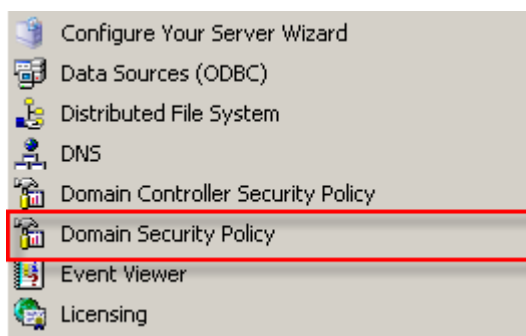 Configure Your Server Wizard
Data Sources (ODBC)
Distributed File System
DNS
Domain Controller Security Policy
Domain Security Policy
Event Viewer
Licensing